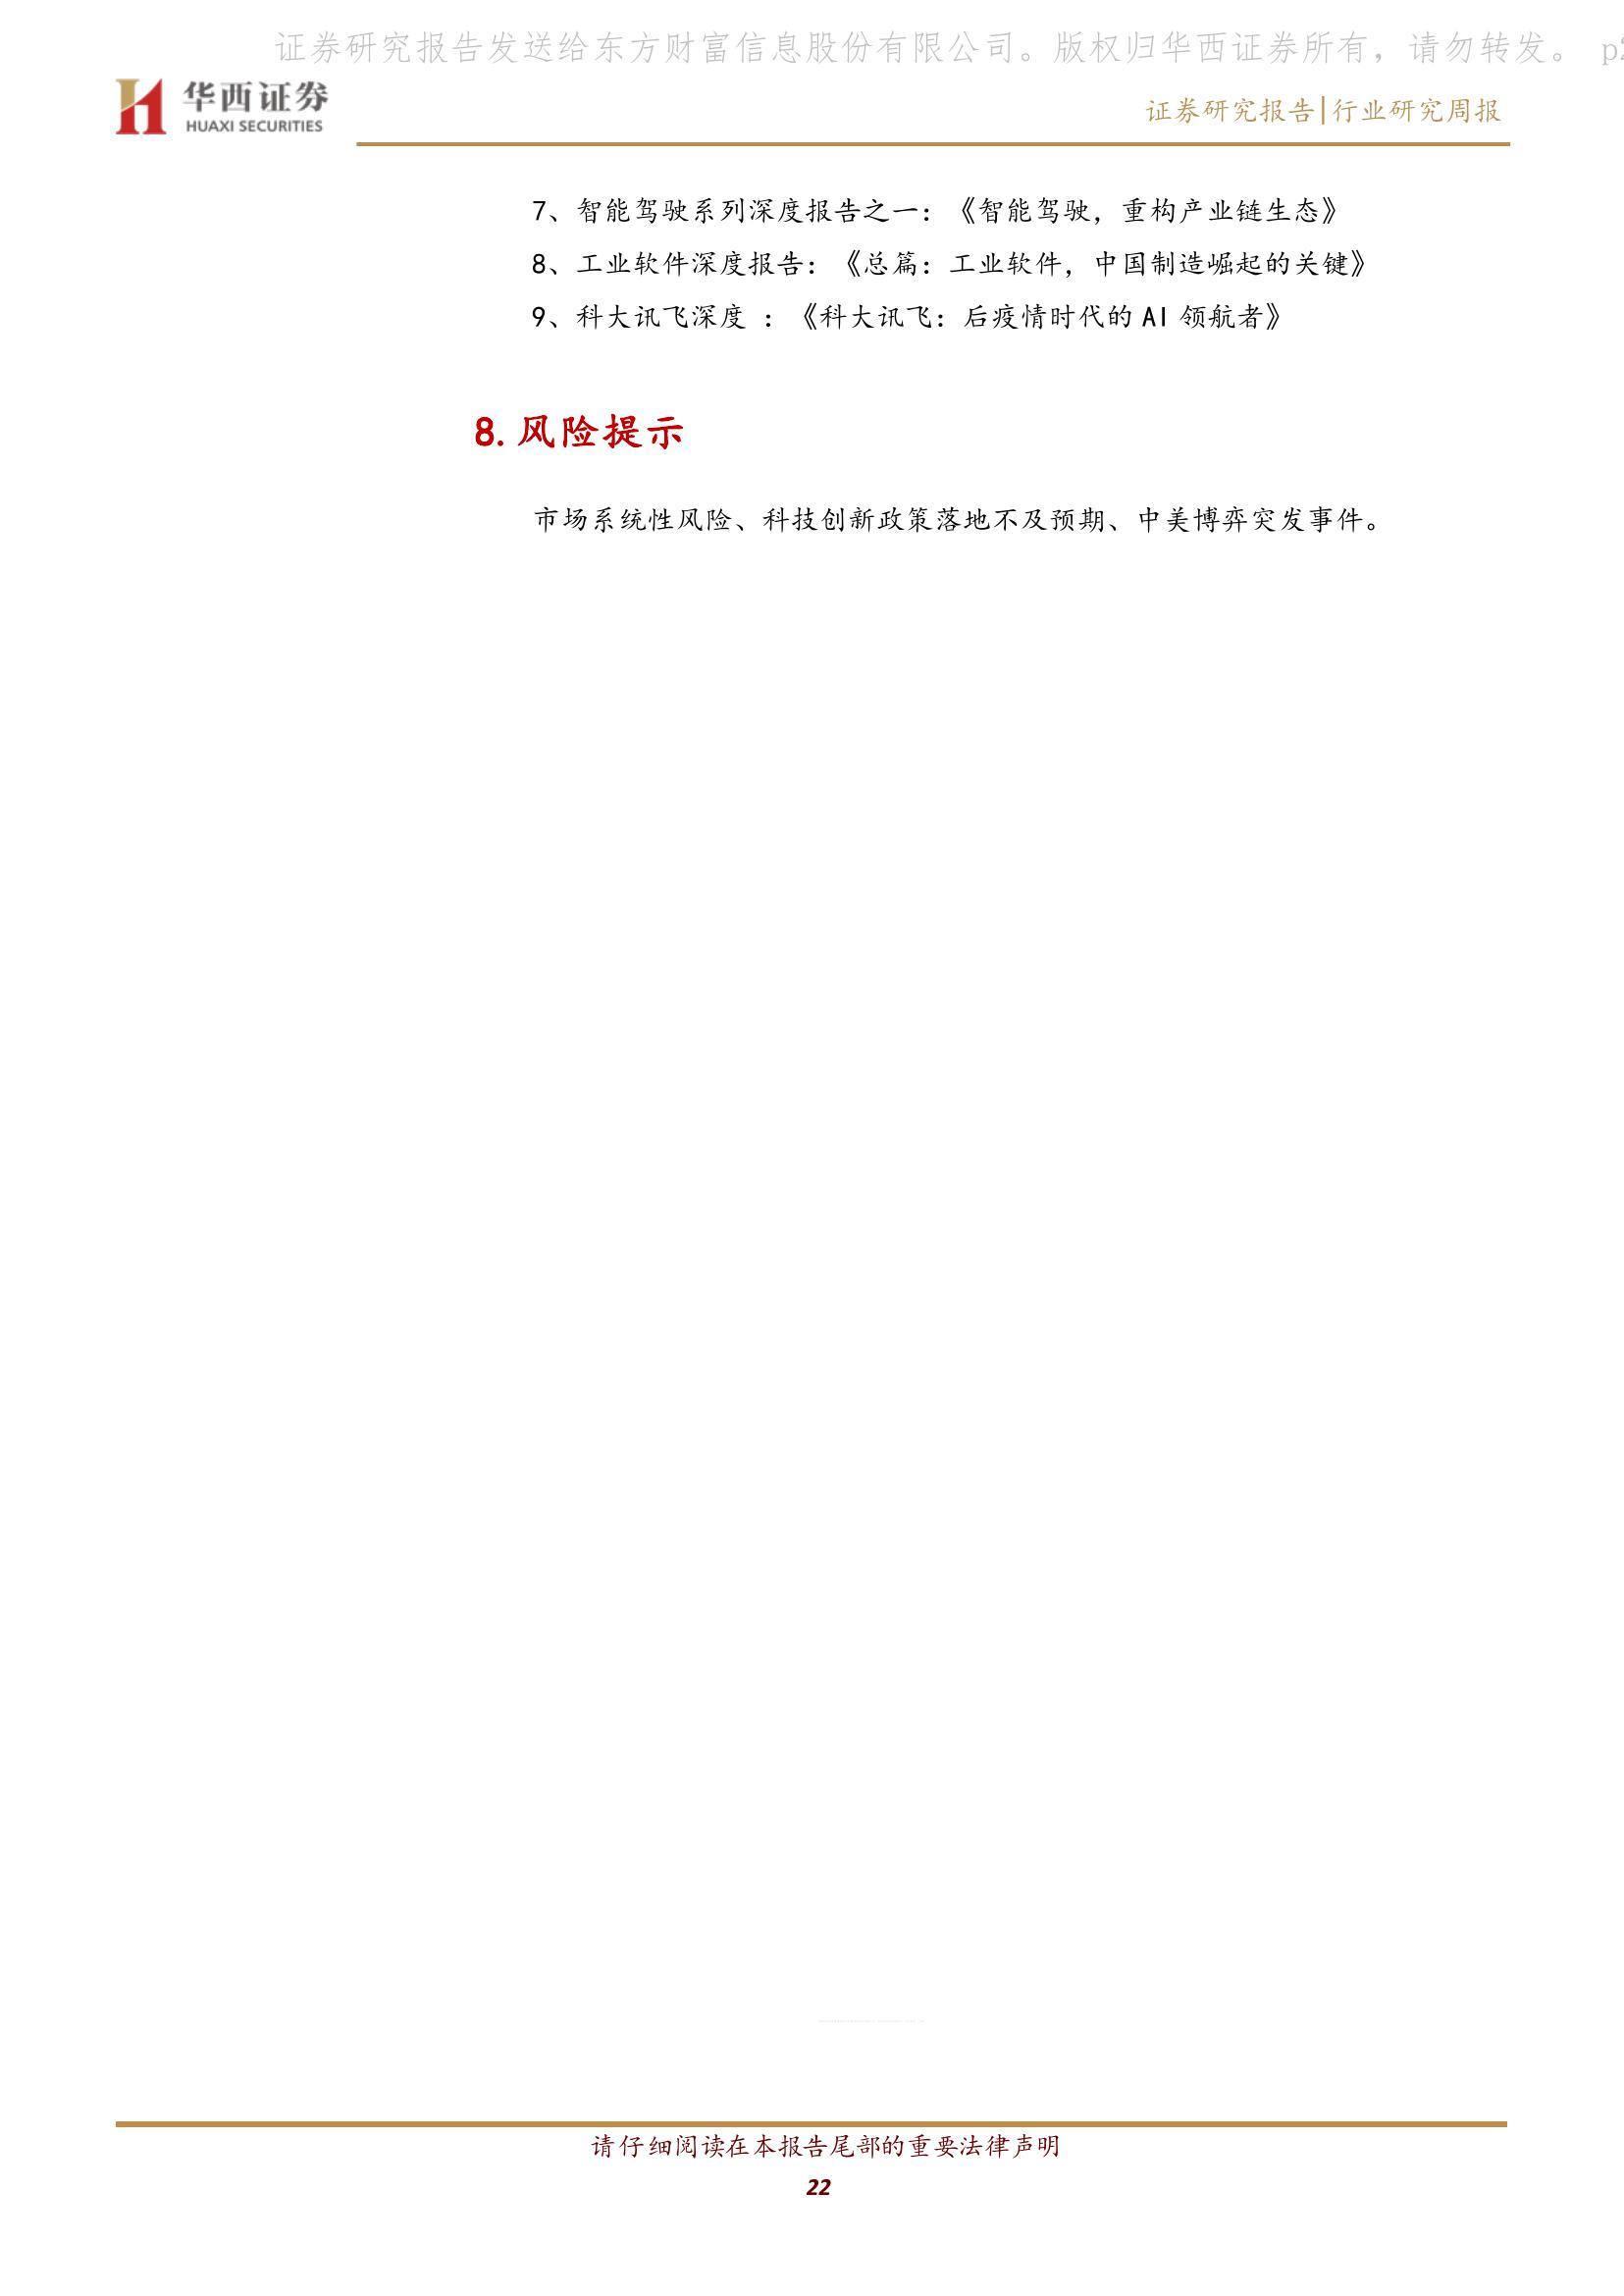 证券研究报告发送给东方财富信息股份有限公司。版权归华西证券所有，请勿转发。 p2
华西证券
HUAXI SECURITIES
证券研究报告|行业研究周报
7、智能驾驶系列深度报告之一：《智能驾驶，重构产业链生态》
8、工业软件深度报告：《总篇：工业软件，中国制造崛起的关键》
9、科大讯飞深度 ：《科大讯飞：后疫情时代的 AI 领航者》
8. 风险提示
市场系统性风险、科技创新政策落地不及预期、中美博弈突发事件。
请仔细阅读在本报告尾部的重要法律声明
22